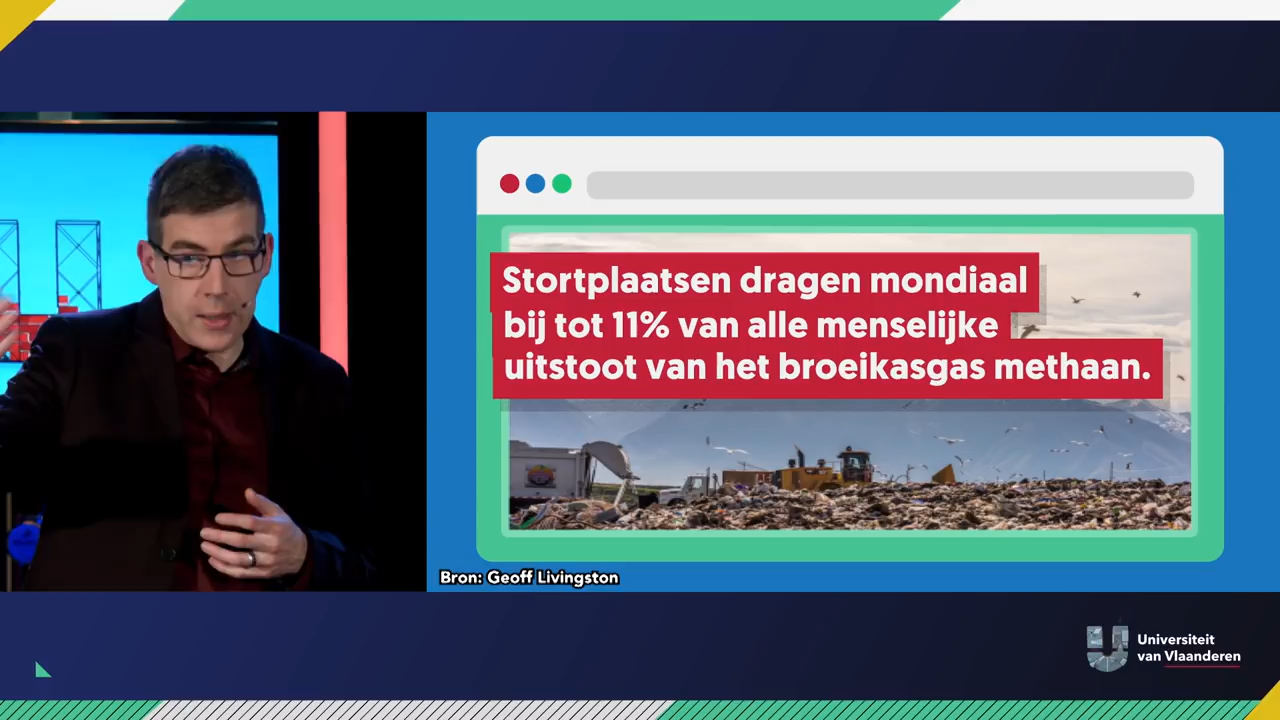 Stortplaatsen dragen mondiaal
bij tot 11% van alle menselijke
uitstoot van het broeikasgas methaan.
Bron: Geoff Livingston
Universiteit
van Vlaanderen